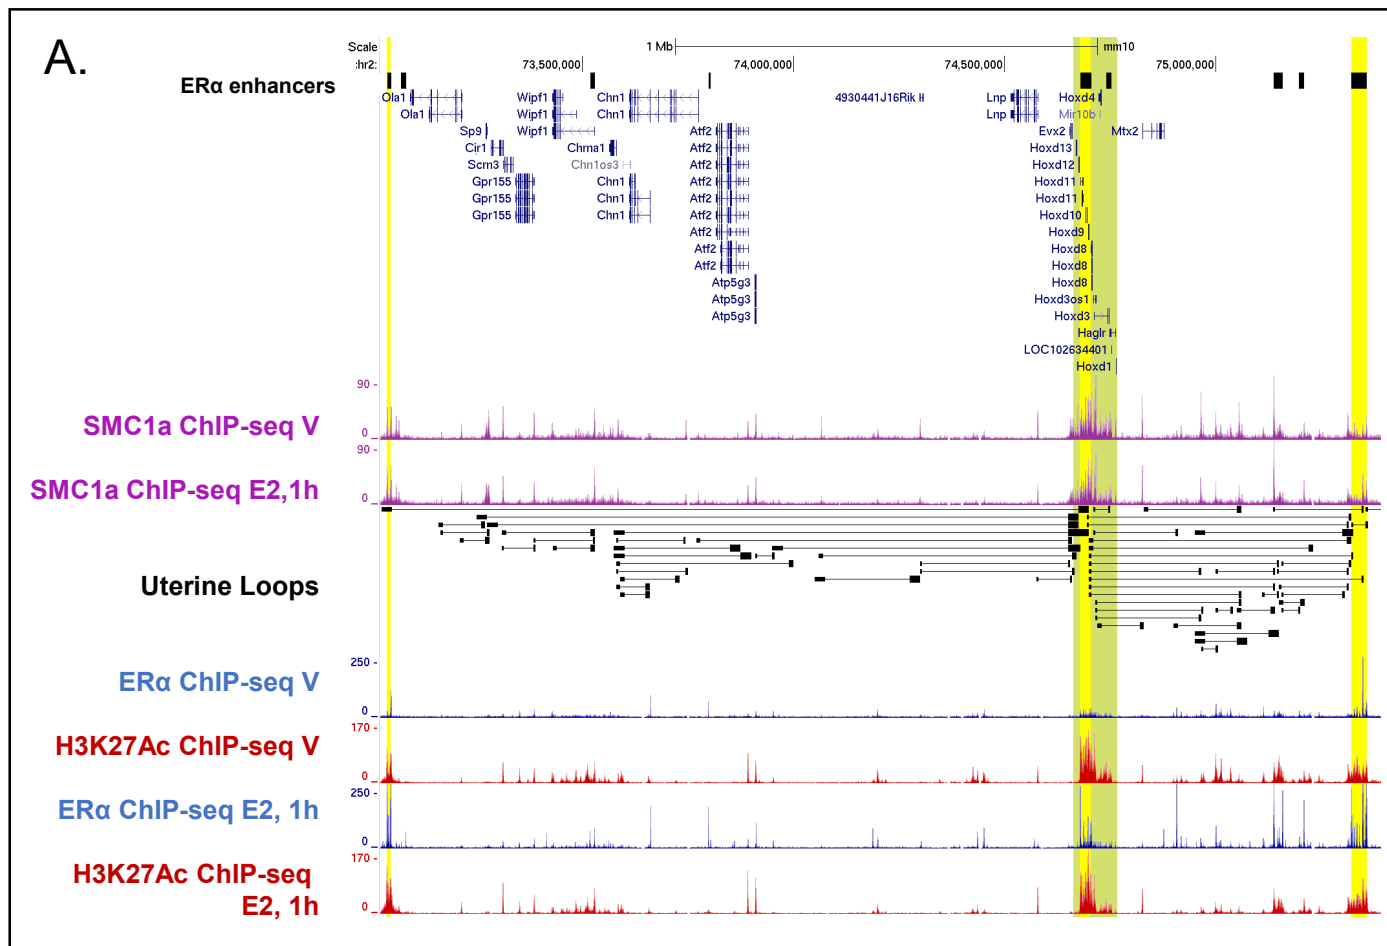 A.
Scale 1 Mb mm10
chr2: 73,500,000 74,000,000 74,500,000 75,000,000
ERα enhancers
Ola1 Wipf1 Chn1 4930441J16Rik Lnp Hoxd4
Ola1 Wipf1 Chn1 Lnp Mir10b
Sp9 Wipf1 Atf2 Evx2 Mtx2
Cir1 Chrna1 Atf2 Hoxd13
Scrn3 Chn1os3 Atf2 Hoxd12
Gpr155 Chn1 Atf2 Hoxd11
Gpr155 Chn1 Atf2 Hoxd11
Gpr155 Chn1 Atf2 Hoxd10
Atf2 Hoxd9
Atf2 Hoxd8
Atf2 Hoxd8
Atp5g3 Hoxd8
Atp5g3 Hoxd3os1
Atp5g3 Hoxd3
Haglr
LOC102634401
Hoxd1
90
SMC1a ChIP-seq V
0
90
SMC1a ChIP-seq E2,1h
0
Uterine Loops
250
ERα ChIP-seq V
0
170
H3K27Ac ChIP-seq V
0
250
ERα ChIP-seq E2, 1h
0
170
H3K27Ac ChIP-seq
E2, 1h
0